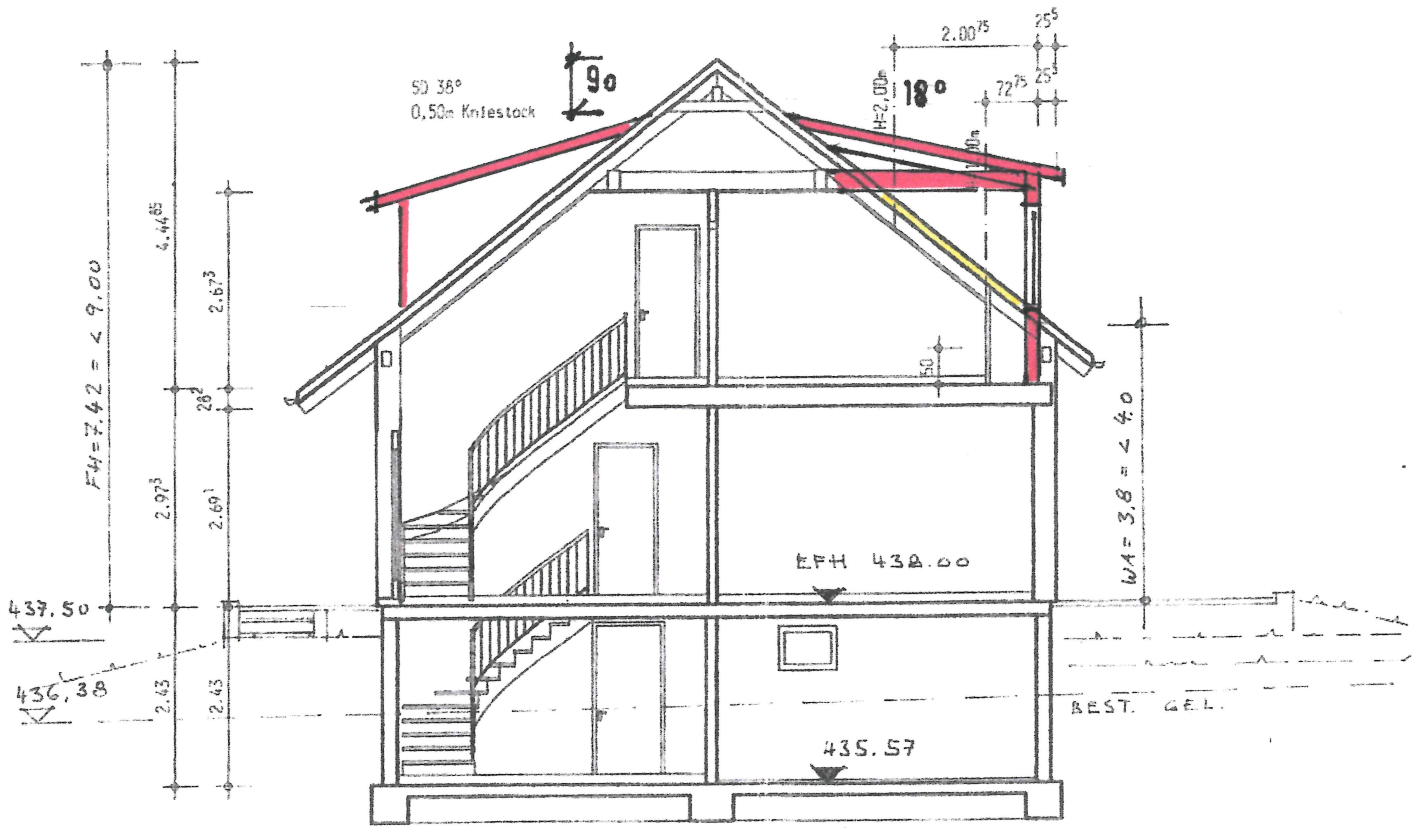 25⁵
2.00⁷⁵
90
SD 38°
0,50m Kniestock
H=2,00m
18°
72⁷⁵
25⁵
4.44⁸⁵
2.67³
FH=7.42 = < 9.00
50
28²
2.97³
2.69¹
WA= 3.8 = < 4.0
EFH 438.00
437,50
436,38
2.43
2.43
BEST. GEL.
435.57